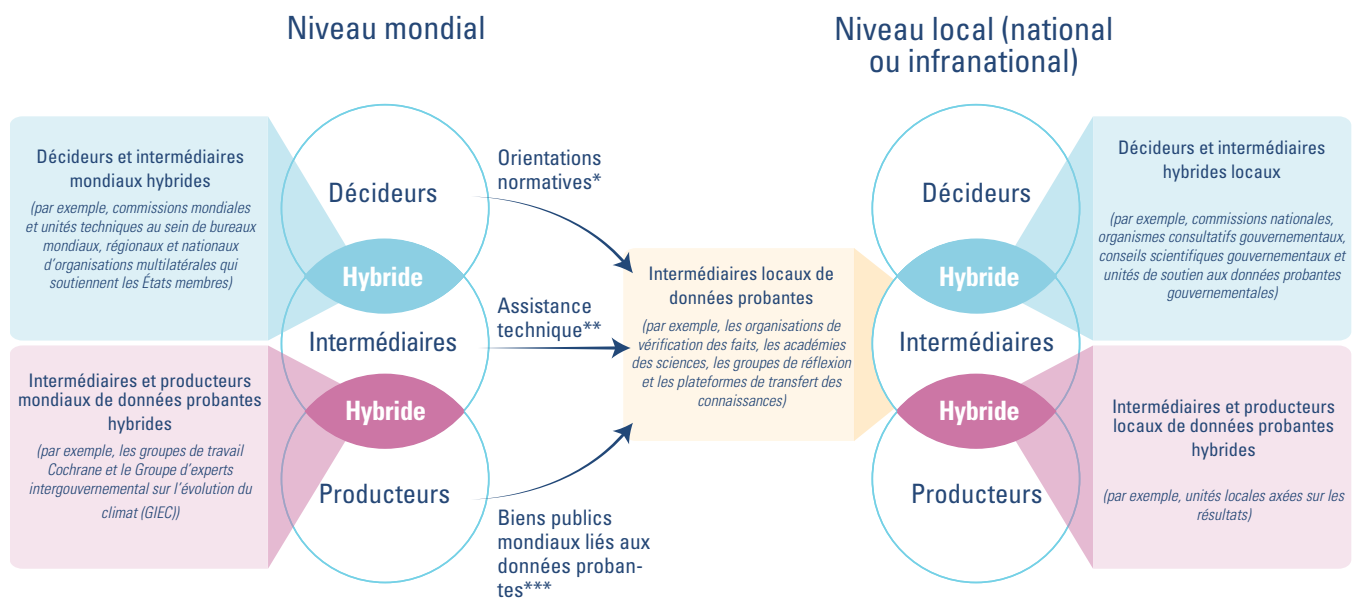 Niveau mondial
Niveau local (national
ou infranational)
Décideurs et intermédiaires
mondiaux hybrides
(par exemple, commissions mondiales
et unités techniques au sein de bureaux
mondiaux, régionaux et nationaux
d'organisations multilatérales qui
soutiennent les États membres)
Intermédiaires et producteurs
mondiaux de données probantes
hybrides
(par exemple, les groupes de travail
Cochrane et le Groupe d'experts
intergouvernemental sur l'évolution du
climat (GIEC))
Décideurs
Hybride
Intermédiaires
Hybride
Producteurs
Orientations
normatives*
Assistance
technique**
Biens publics
mondiaux liés aux
données proban-
tes***
Intermédiaires locaux de
données probantes
(par exemple, les organisations de
vérification des faits, les académies
des sciences, les groupes de réflexion
et les plateformes de transfert des
connaissances)
Décideurs
Hybride
Intermédiaires
Hybride
Producteurs
Décideurs et intermédiaires
hybrides locaux
(par exemple, commissions nationales,
organismes consultatifs gouvernementaux,
conseils scientifiques gouvernementaux et
unités de soutien aux données probantes
gouvernementales)
Intermédiaires et producteurs
locaux de données probantes
hybrides
(par exemple, unités locales axées sur les
résultats)